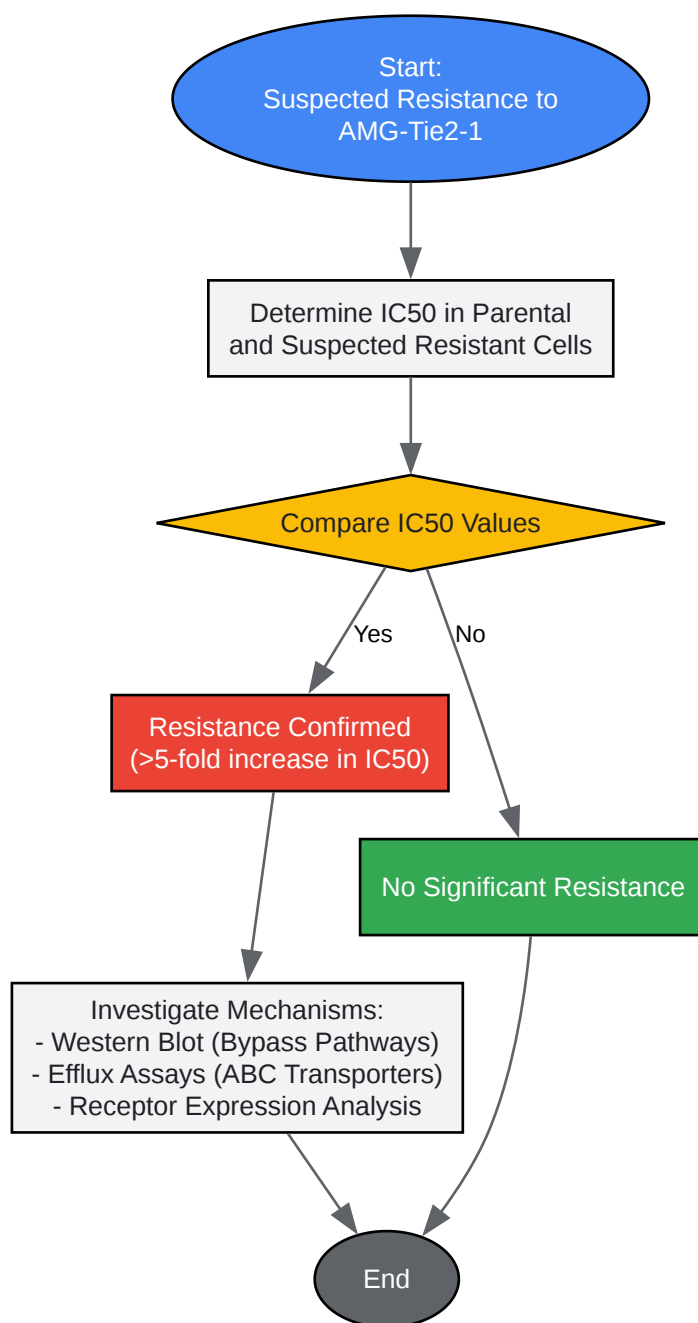 Start:
Suspected Resistance to
AMG-Tie2-1
Determine IC50 in Parental
and Suspected Resistant Cells
Compare IC50 Values
Yes
No
Resistance Confirmed
(>5-fold increase in IC50)
No Significant Resistance
Investigate Mechanisms:
- Western Blot (Bypass Pathways)
- Efflux Assays (ABC Transporters)
- Receptor Expression Analysis
End